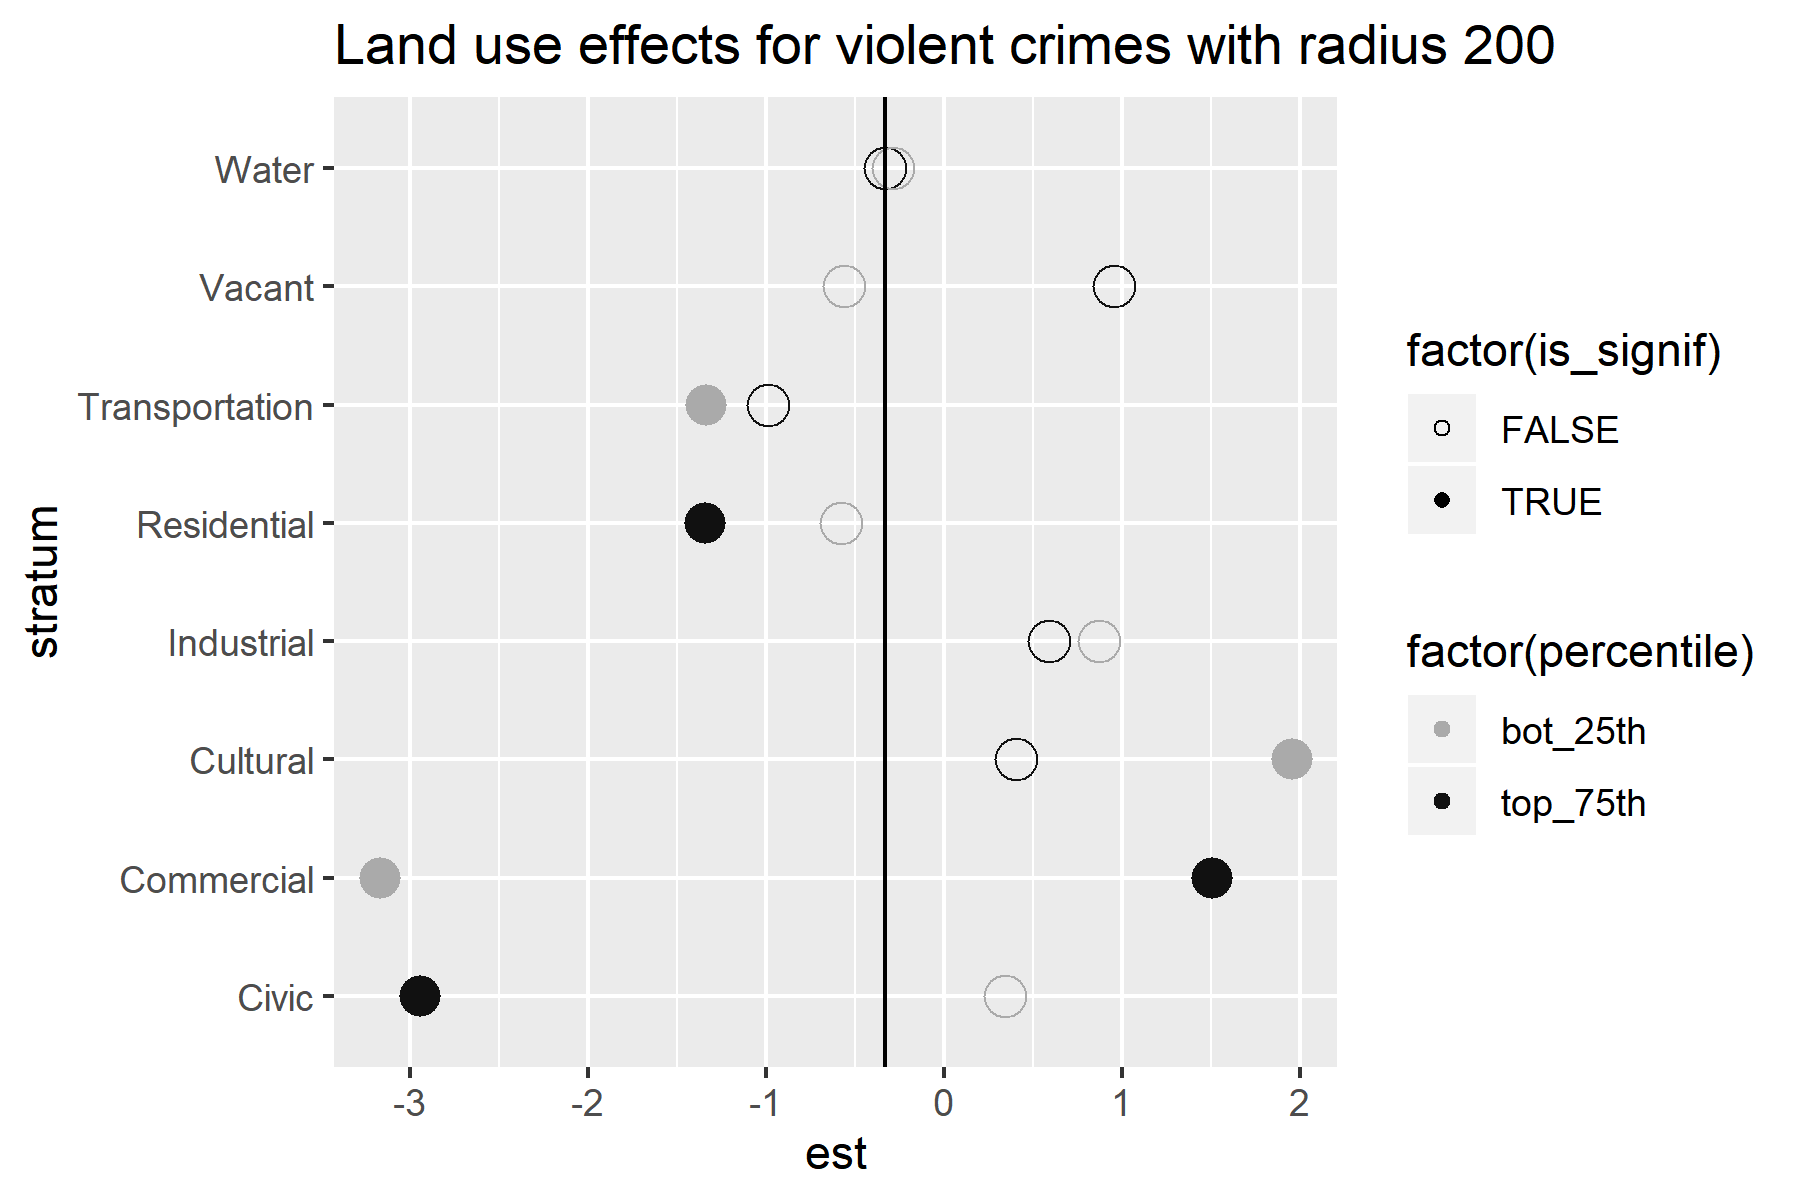 Land use effects for violent crimes with radius 200
stratum
Water
Vacant
Transportation
Residential
Industrial
Cultural
Commercial
Civic
-3 -2 -1 0 1 2
est
factor(is_signif)
FALSE
TRUE
factor(percentile)
bot_25th
top_75th